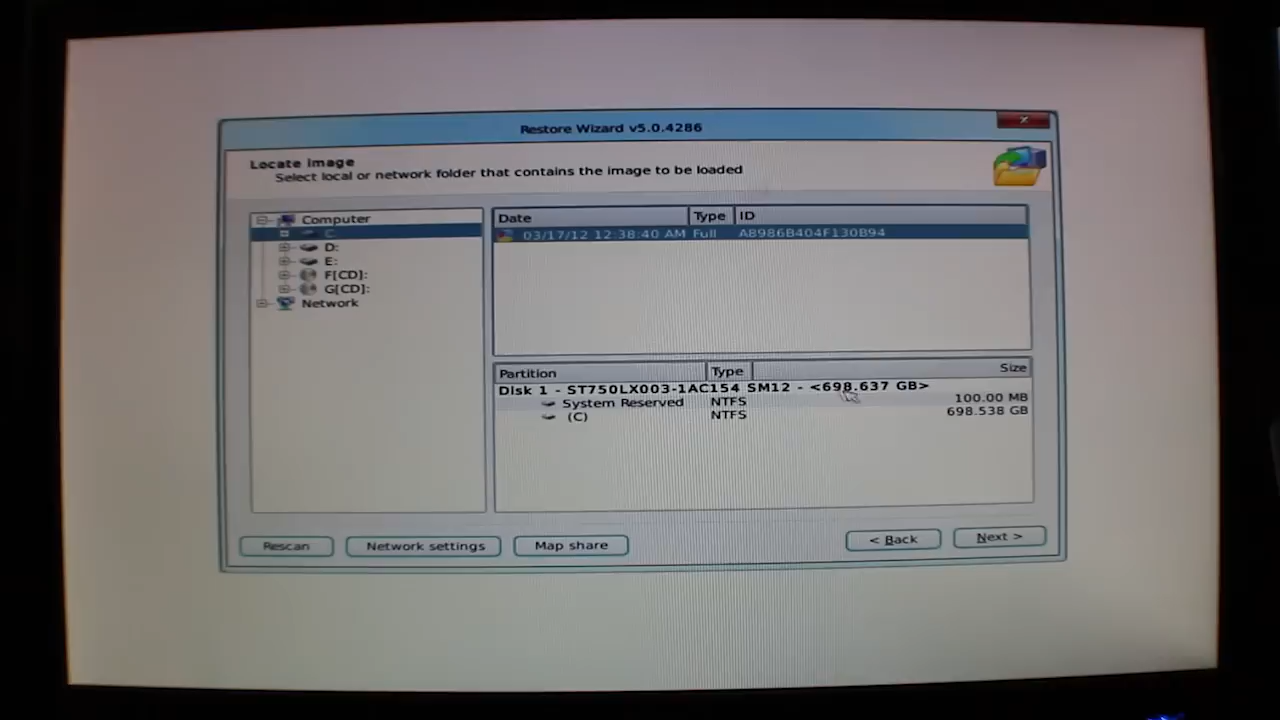 Restore Wizard v5.0.4286
x
Locate Image
Select local or network folder that contains the image to be loaded
Computer
C:
D:
E:
F[CD]:
G[CD]:
Network
Date Type ID
03/17/12 12:38:40 AM Full A8986B404F130B94
Partition Type Size
Disk 1 - ST750LX003-1AC154 SM12 - <698.637 GB>
System Reserved NTFS 100.00 MB
(C) NTFS 698.538 GB
Rescan Network settings Map share < Back Next >